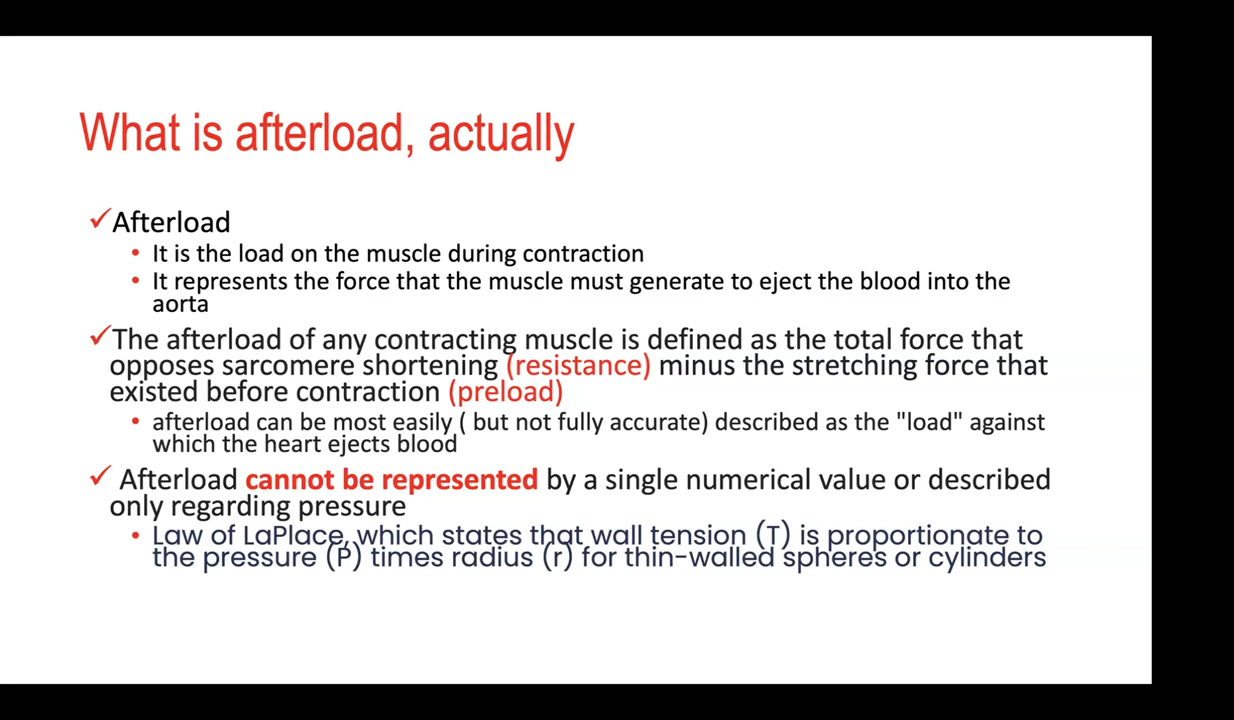 What is afterload, actually
✓Afterload
• It is the load on the muscle during contraction
• It represents the force that the muscle must generate to eject the blood into the
aorta
✓The afterload of any contracting muscle is defined as the total force that
opposes sarcomere shortening (resistance) minus the stretching force that
existed before contraction (preload)
• afterload can be most easily ( but not fully accurate) described as the "load" against
which the heart ejects blood
✓ Afterload cannot be represented by a single numerical value or described
only regarding pressure
• Law of LaPlace, which states that wall tension (T) is proportionate to
the pressure (P) times radius (r) for thin-walled spheres or cylinders